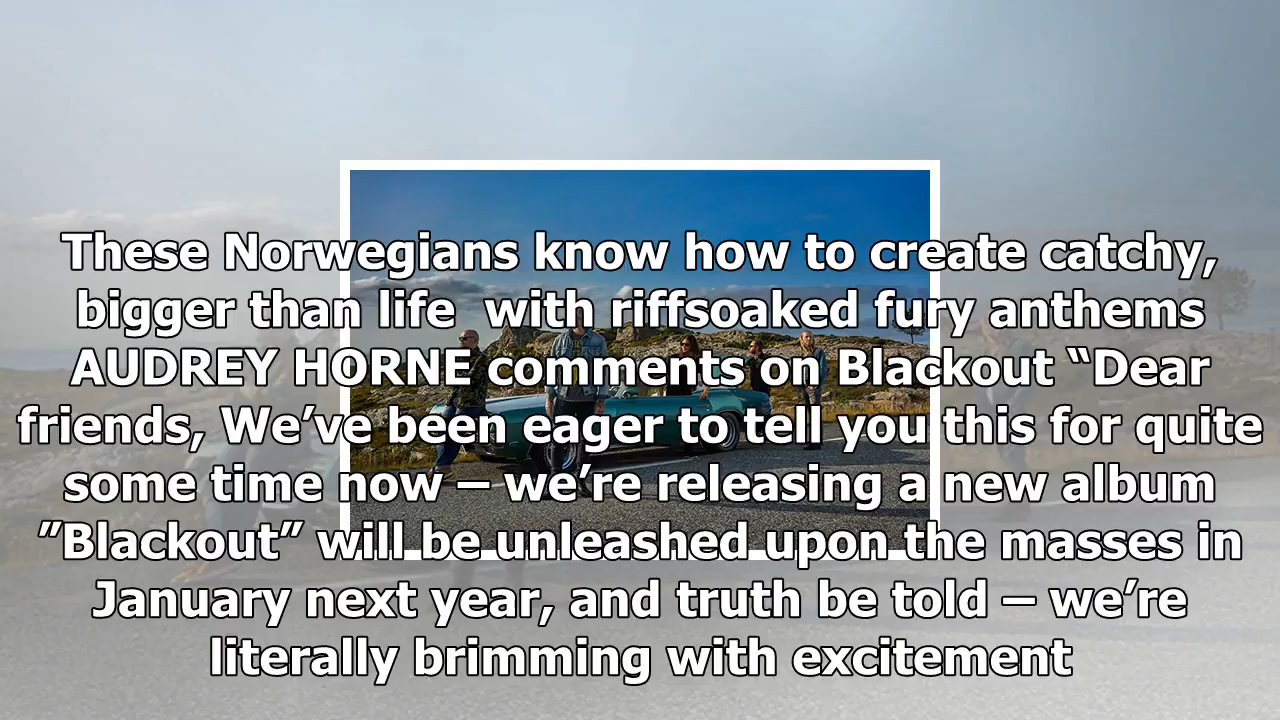 These Norwegians know how to create catchy,
bigger than life  with riffsoaked fury anthems
AUDREY HORNE comments on Blackout “Dear
friends, We’ve been eager to tell you this for quite
some time now – we’re releasing a new album
”Blackout” will be unleashed upon the masses in
January next year, and truth be told – we’re
literally brimming with excitement